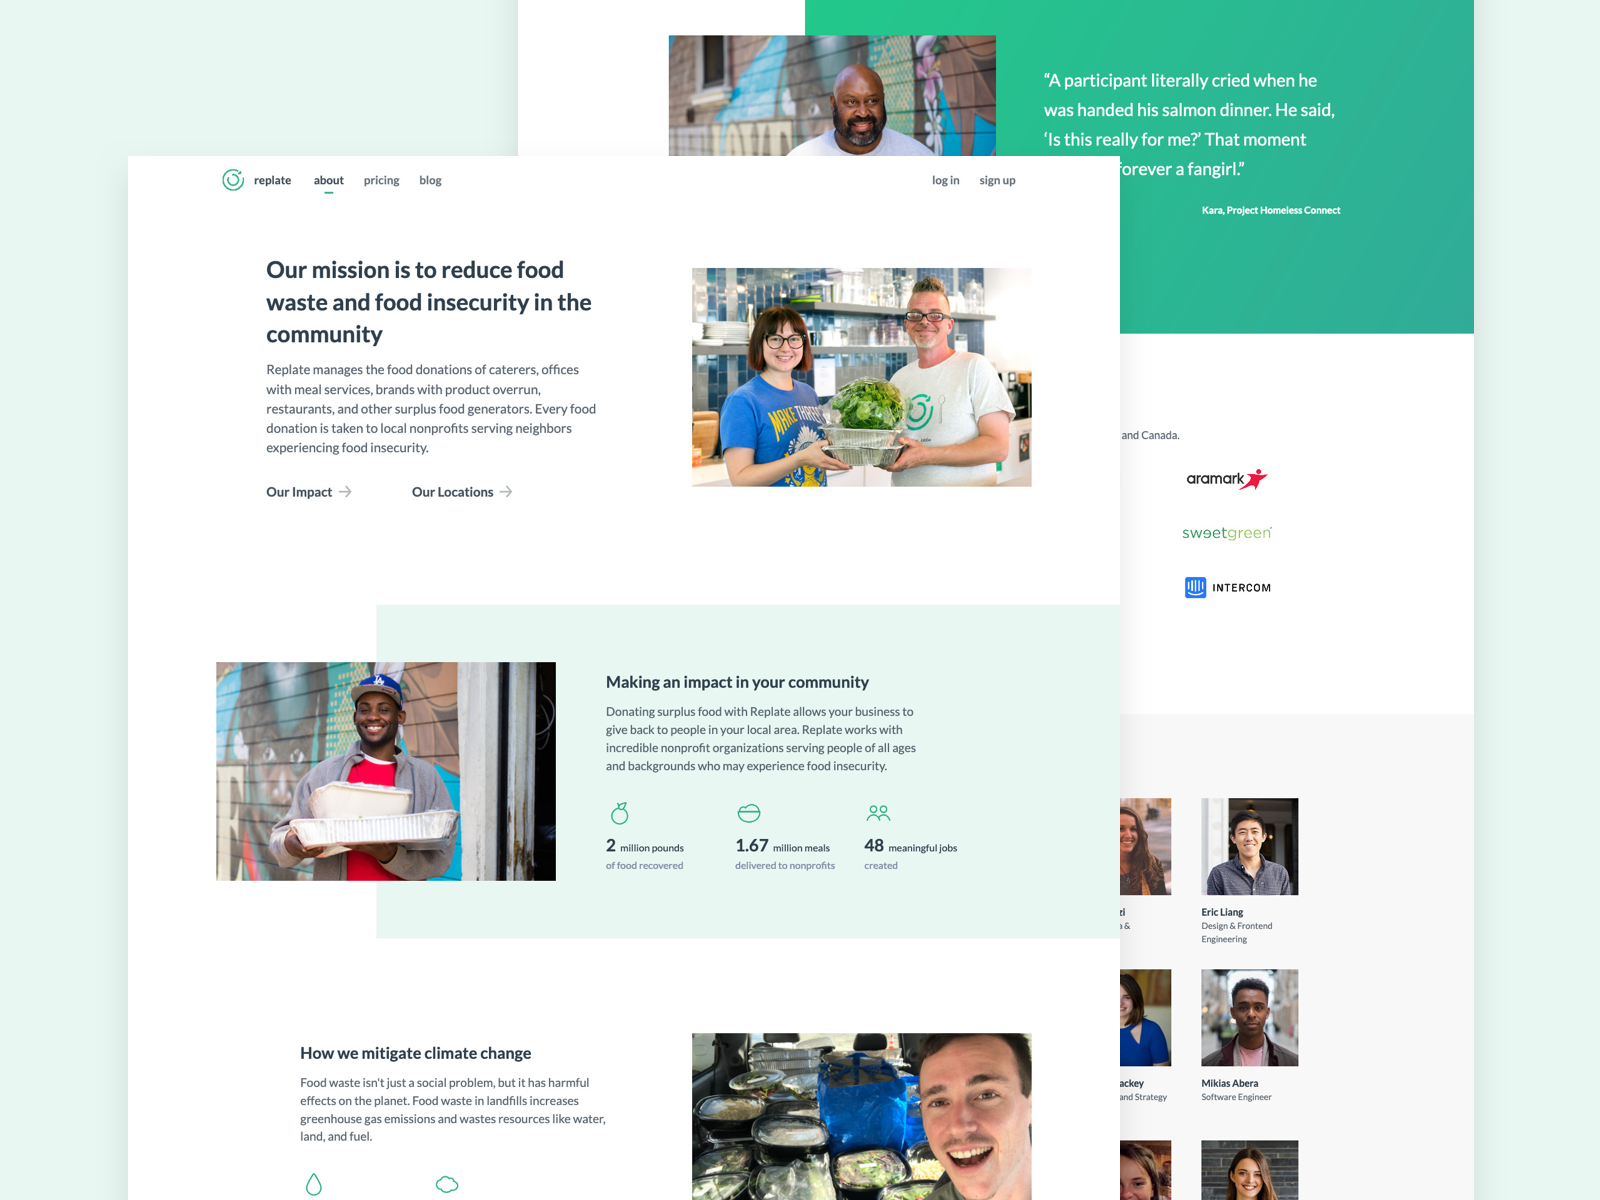 “A participant literally cried when he
was handed his salmon dinner. He said,
‘Is this really for me?’ That moment
forever a fangirl.”
Kara, Project Homeless Connect
replate
about
pricing
blog
log in
sign up
Our mission is to reduce food
waste and food insecurity in the
community
Replate manages the food donations of caterers, offices
with meal services, brands with product overrun,
restaurants, and other surplus food generators. Every food
donation is taken to local nonprofits serving neighbors
experiencing food insecurity.
Our Impact
Our Locations
MAKE
and Canada.
aramark
sweetgreen
INTERCOM
LA
Making an impact in your community
Donating surplus food with Replate allows your business to
give back to people in your local area. Replate works with
incredible nonprofit organizations serving people of all ages
and backgrounds who may experience food insecurity.
2 million pounds
of food recovered
1.67 million meals
delivered to nonprofits
48 meaningful jobs
created
Eric Liang
Design & Frontend
Engineering
and Strategy
Mikias Abera
Software Engineer
How we mitigate climate change
Food waste isn't just a social problem, but it has harmful
effects on the planet. Food waste in landfills increases
greenhouse gas emissions and wastes resources like water,
land, and fuel.